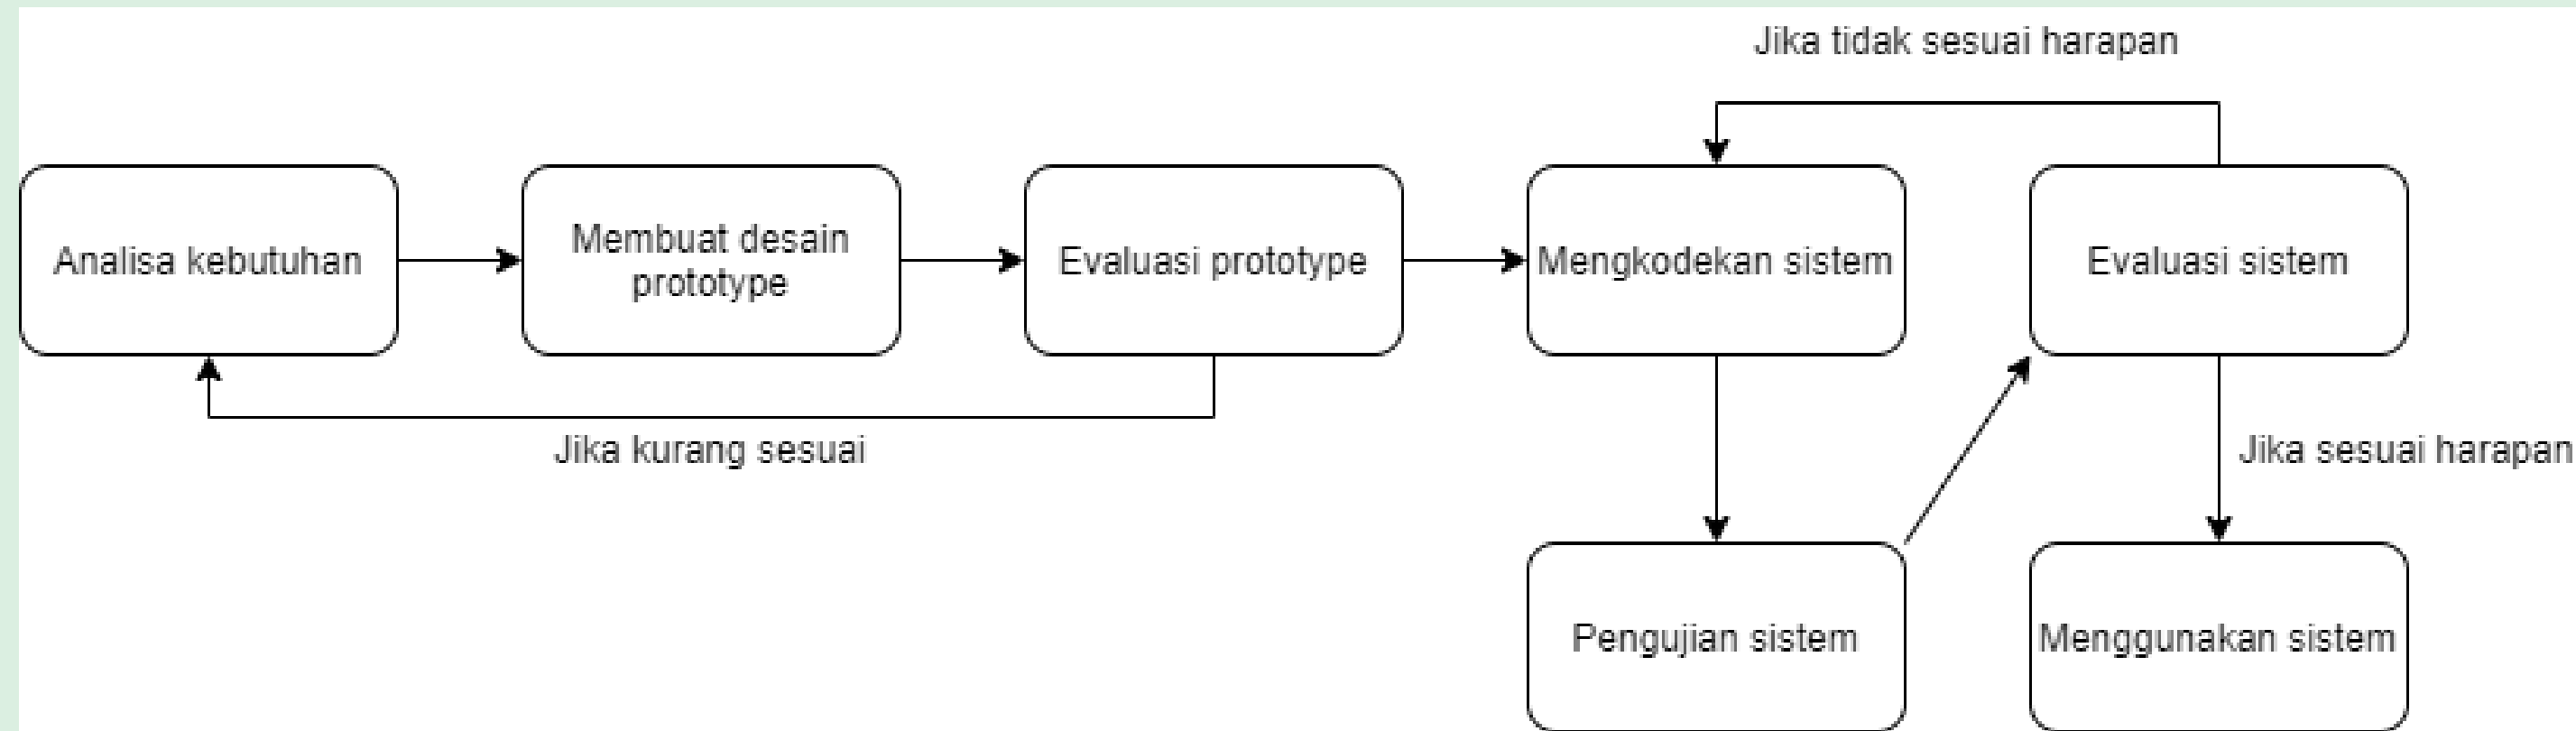 Jika tidak sesuai harapan
Analisa kebutuhan
Membuat desain
prototype
Evaluasi prototype
Mengkodekan sistem
Evaluasi sistem
Jika kurang sesuai
Jika sesuai harapan
Pengujian sistem
Menggunakan sistem